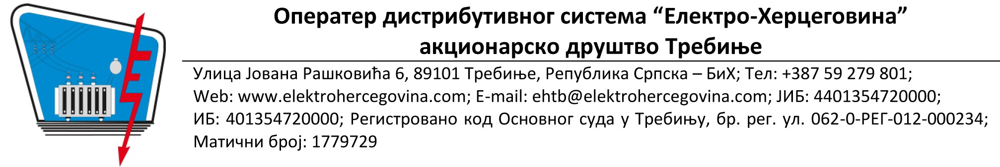 Оператер дистрибутивног система “Електро-Херцеговина”
акционарско друштво Требиње
Улица Јована Рашковића 6, 89101 Требиње, Република Српска – БиХ; Тел: +387 59 279 801;
Web: www.elektrohercegovina.com; E-mail: ehtb@elektrohercegovina.com; ЈИБ: 4401354720000;
ИБ: 401354720000; Регистровано код Основног суда у Требињу, бр. рег. ул. 062-0-РЕГ-012-000234;
Матични број: 1779729